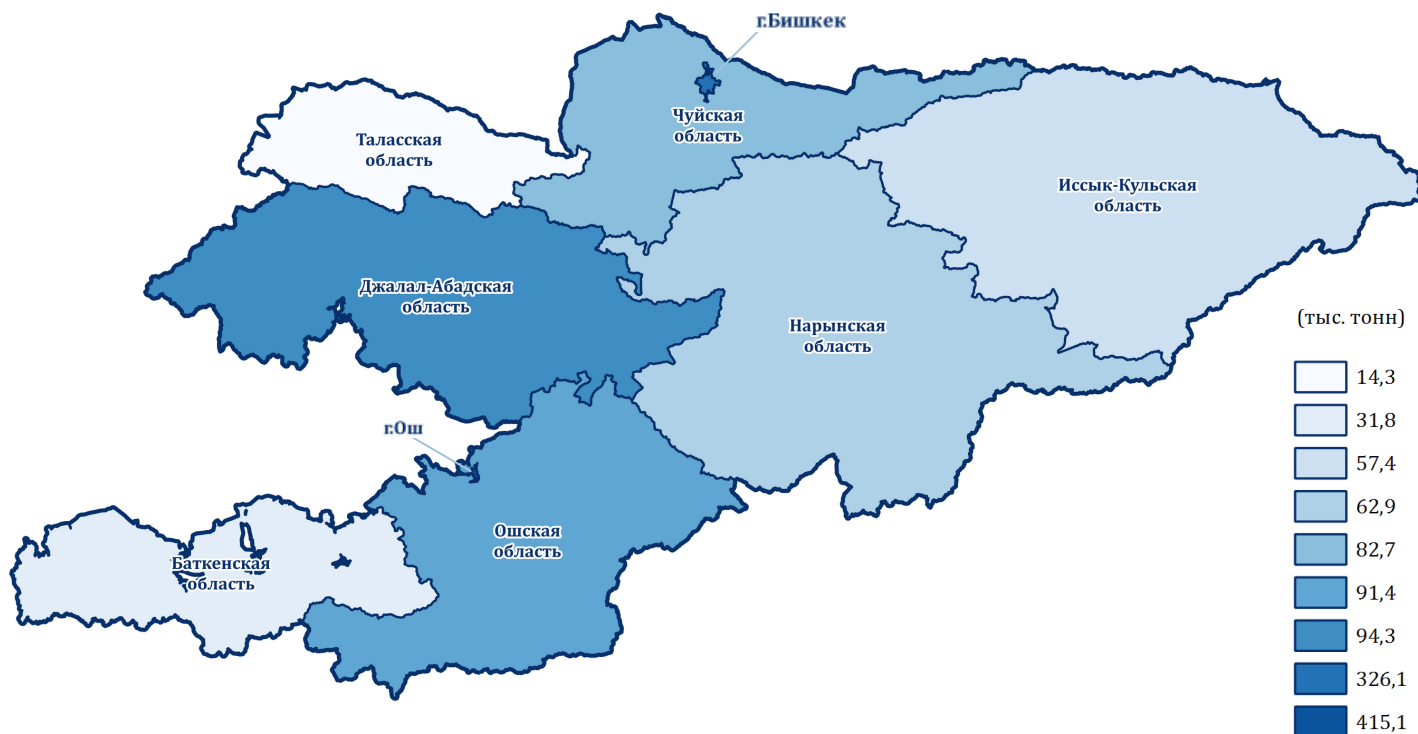 г.Бишкек
Чуйская
область
Таласская
область
Иссык-Кульская
область
Джалал-Абадская
область
Нарынская
область
г.Ош
Ошская
область
Баткенская
область
(тыс. тонн)
14,3
31,8
57,4
62,9
82,7
91,4
94,3
326,1
415,1